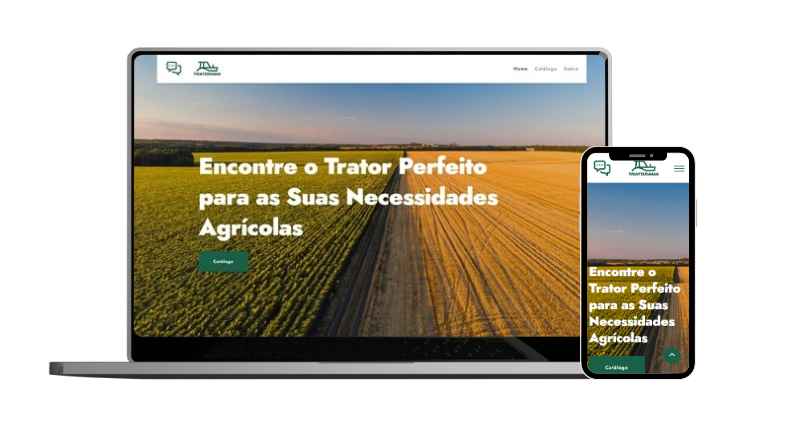 TRATORAMA
Home Catálogo Sobre
Encontre o Trator Perfeito
para as Suas Necessidades
Agrícolas
Catálogo
TRATORAMA
Encontre o
Trator Perfeito
para as Suas
Necessidades
Agrícolas
Catálogo